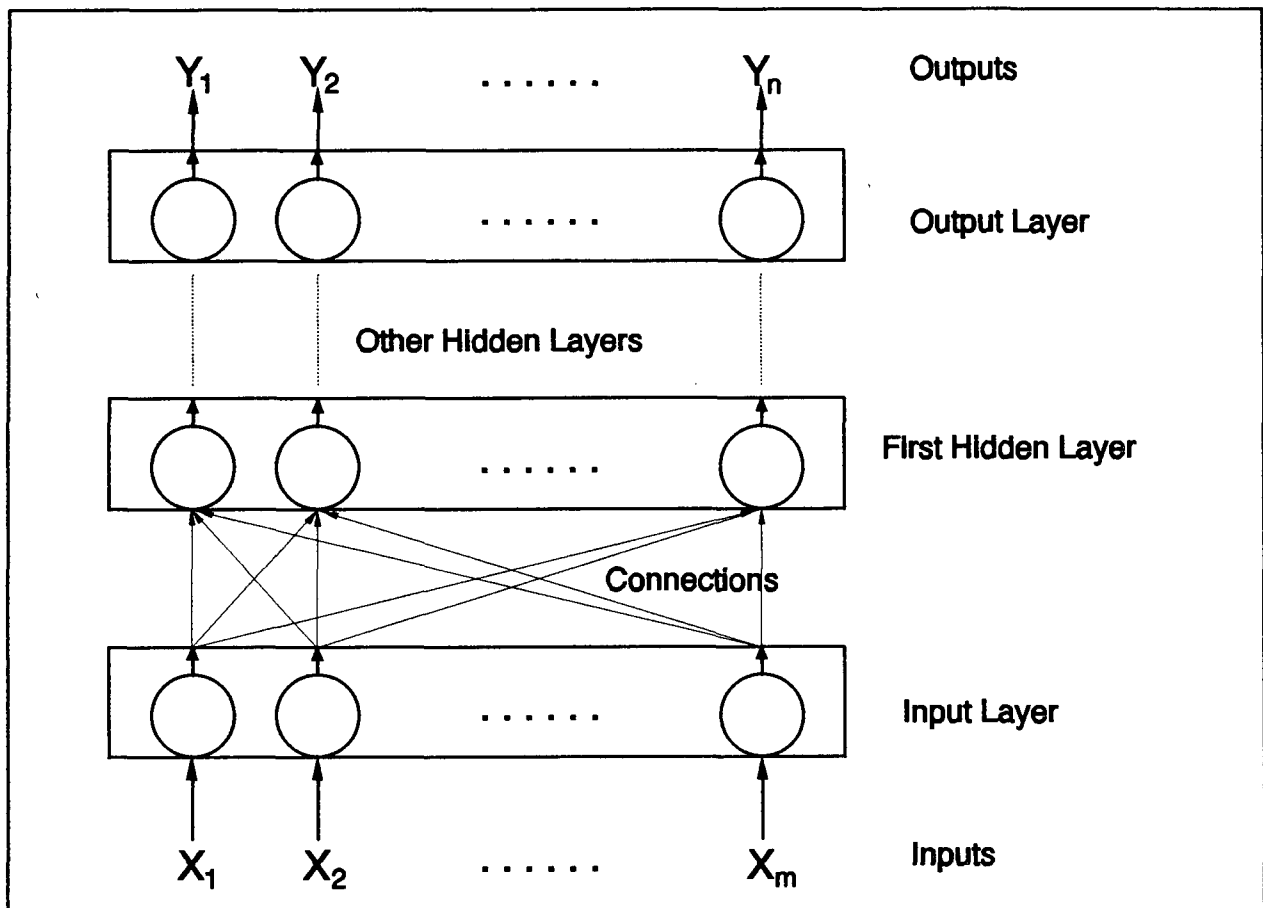 Y1 Y2 . . . . . . Yn Outputs
. . . . . . Output Layer
Other Hidden Layers
. . . . . . First Hidden Layer
Connections
. . . . . . Input Layer
X1 X2 . . . . . . Xm Inputs